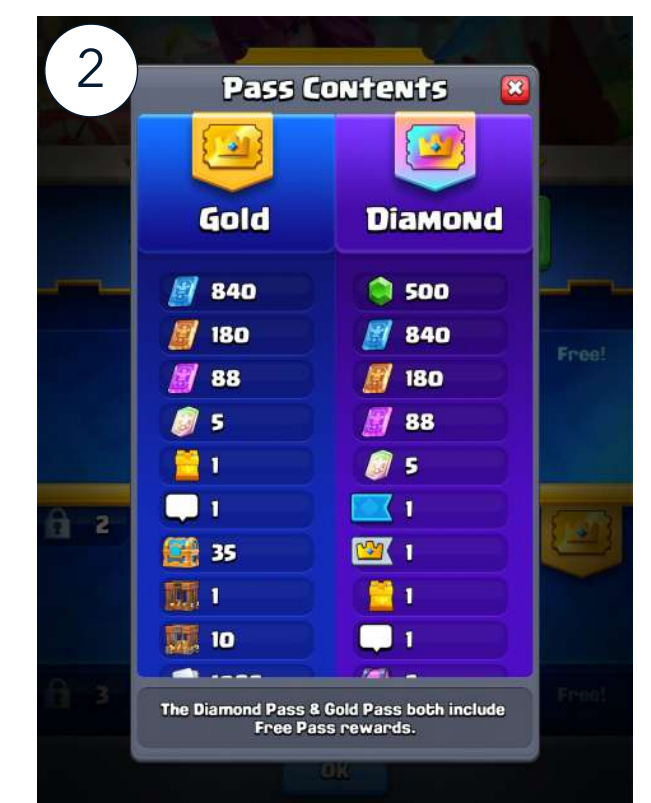 2
Pass Contents
Gold
Diamond
840
500
180
840
Free!
88
180
5
88
1
5
1
1
2
35
1
1
1
10
1
3
The Diamond Pass & Gold Pass both include
Free Pass rewards.
Free!
OK